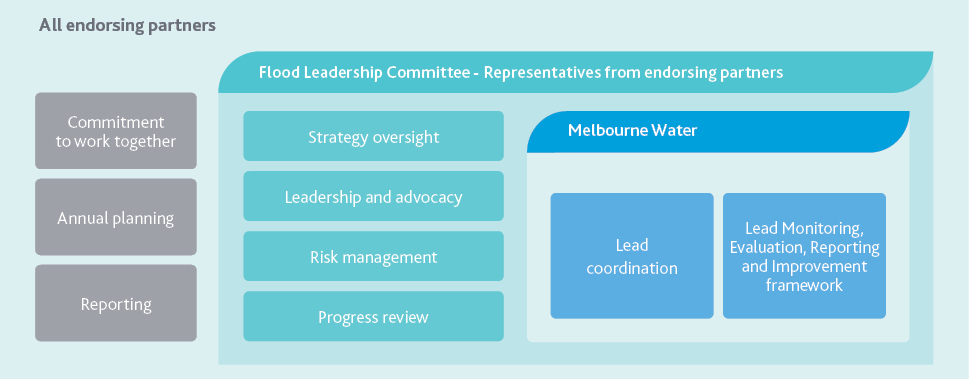 All endorsing partners
Flood Leadership Committee - Representatives from endorsing partners
Commitment
to work together
Annual planning
Reporting
Strategy oversight
Leadership and advocacy
Risk management
Progress review
Melbourne Water
Lead
coordination
Lead Monitoring,
Evaluation, Reporting
and Improvement
framework